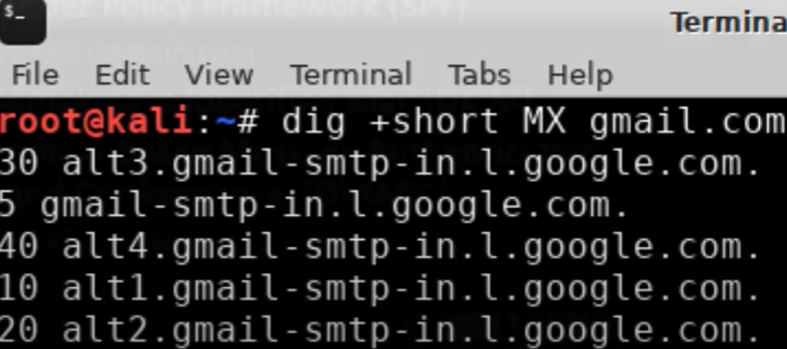 $_
Termina
File Edit View Terminal Tabs Help
root@kali:~# dig +short MX gmail.com
30 alt3.gmail-smtp-in.l.google.com.
5 gmail-smtp-in.l.google.com.
40 alt4.gmail-smtp-in.l.google.com.
10 alt1.gmail-smtp-in.l.google.com.
20 alt2.gmail-smtp-in.l.google.com.